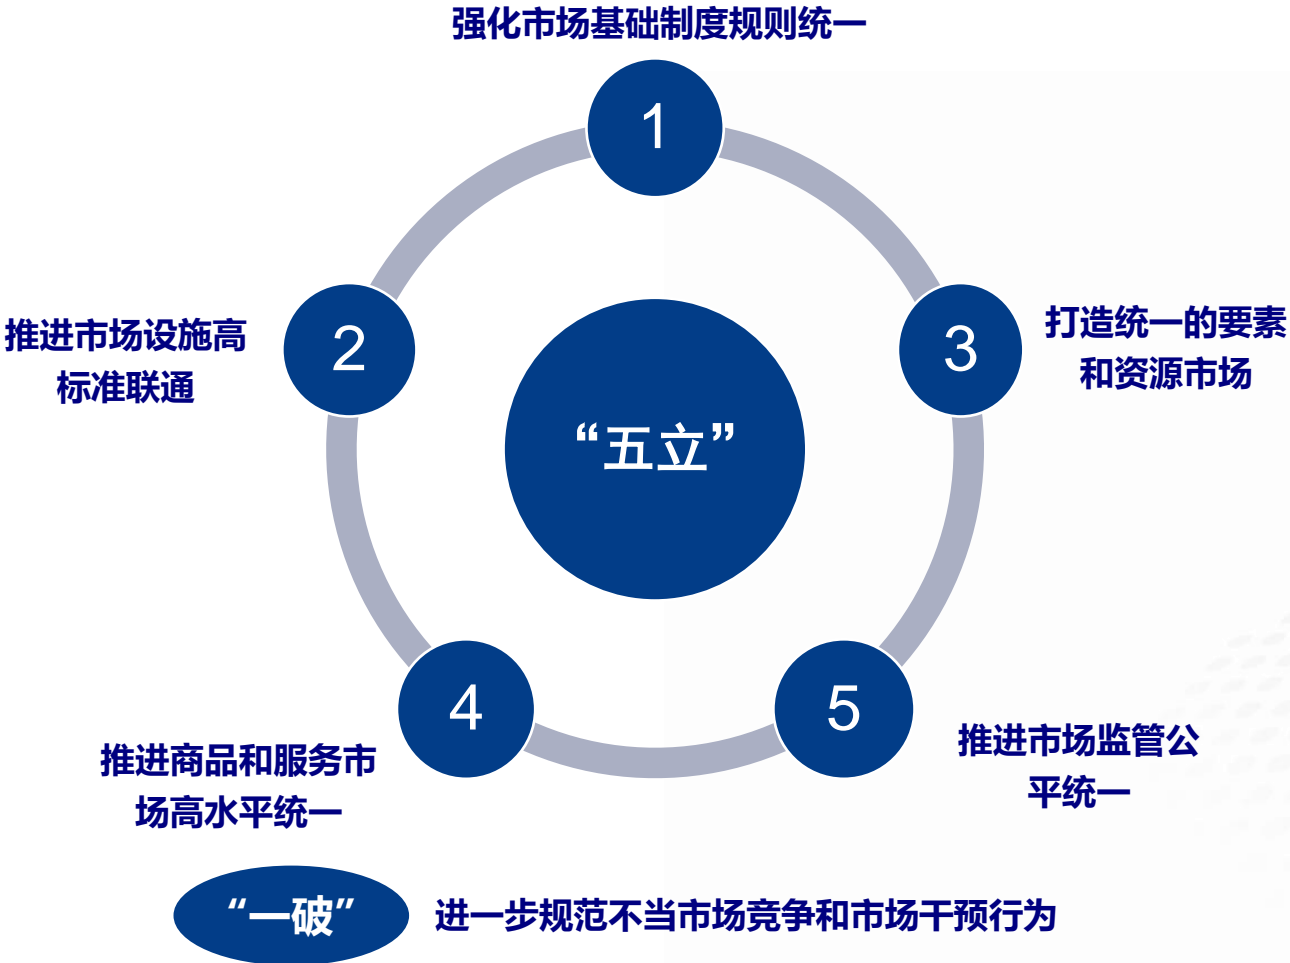 强化市场基础制度规则统一
1
2
推进市场设施高
标准联通
3
打造统一的要素
和资源市场
“五立”
4
推进商品和服务市
场高水平统一
5
推进市场监管公
平统一
“一破”
进一步规范不当市场竞争和市场干预行为